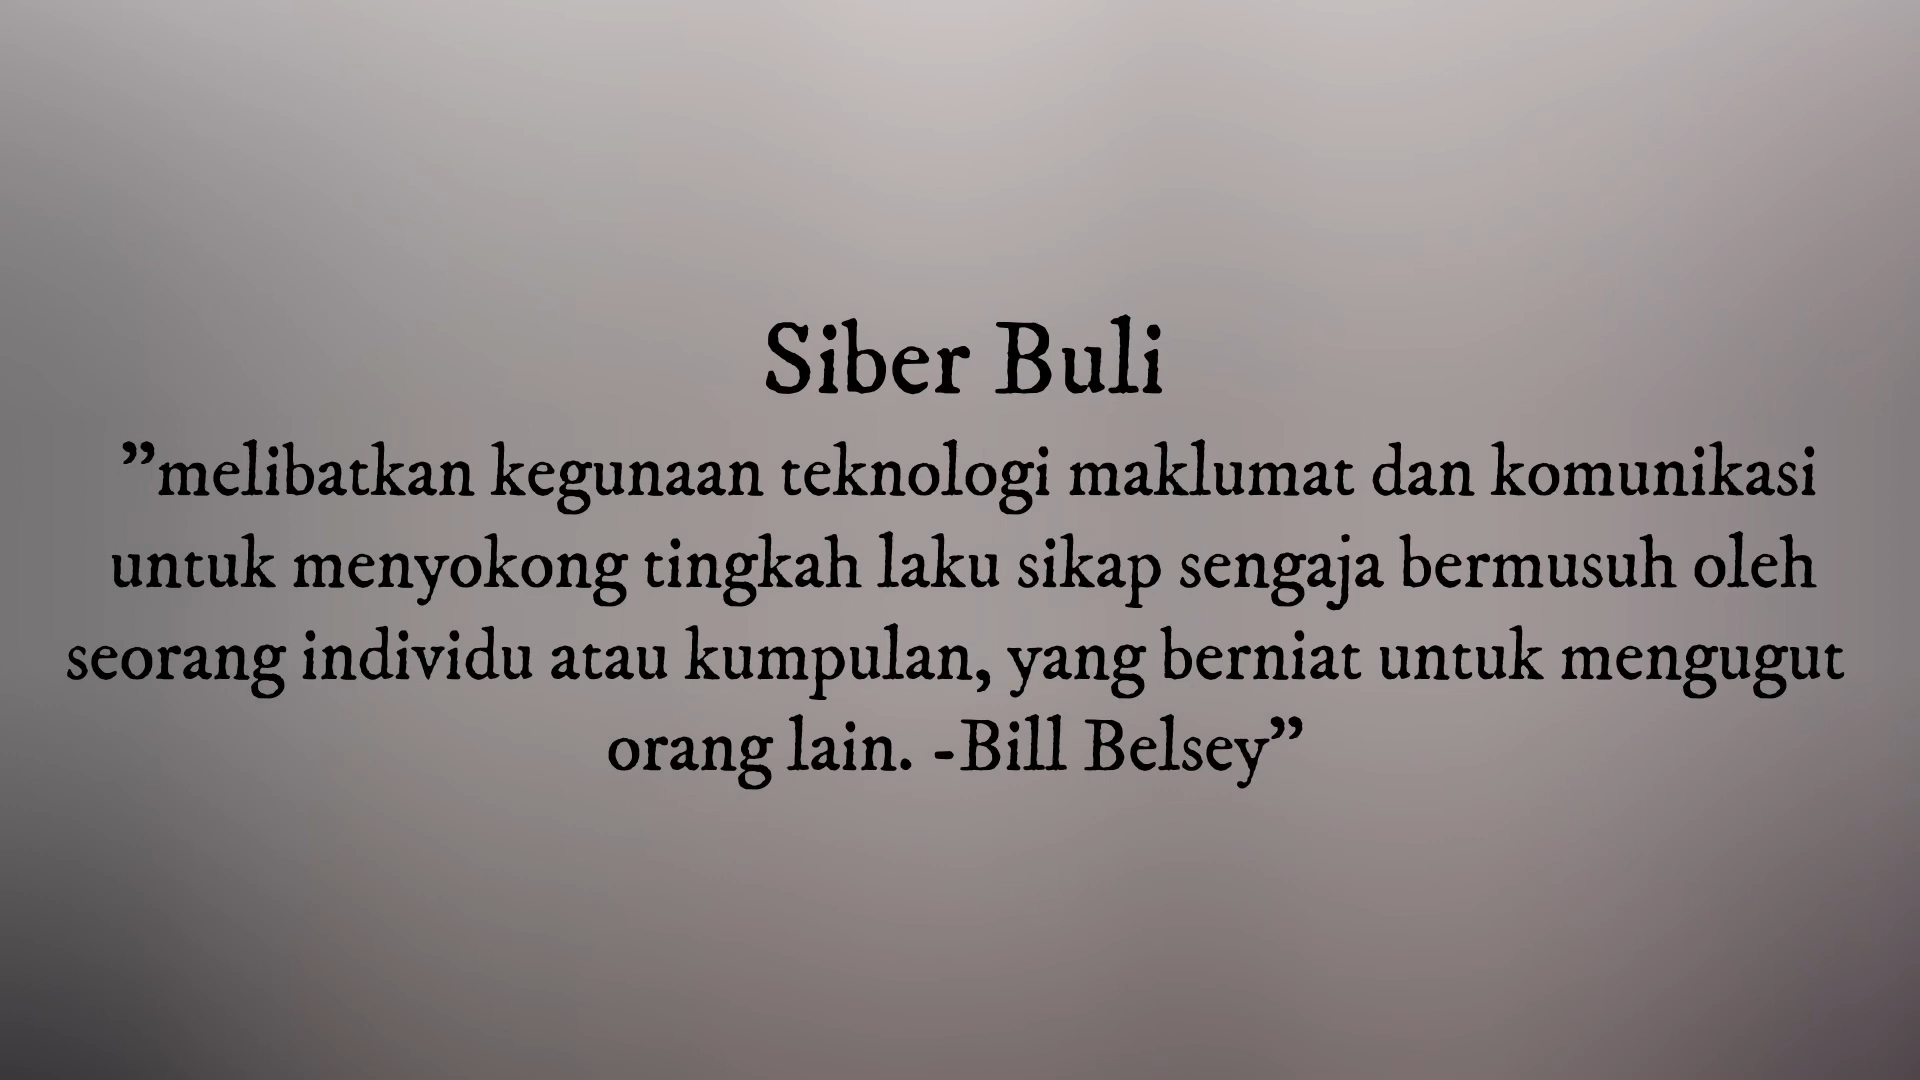 Siber Buli
”melibatkan kegunaan teknologi maklumat dan komunikasi
untuk menyokong tingkah laku sikap sengaja bermusuh oleh
seorang individu atau kumpulan, yang berniat untuk mengugut
orang lain. -Bill Belsey”